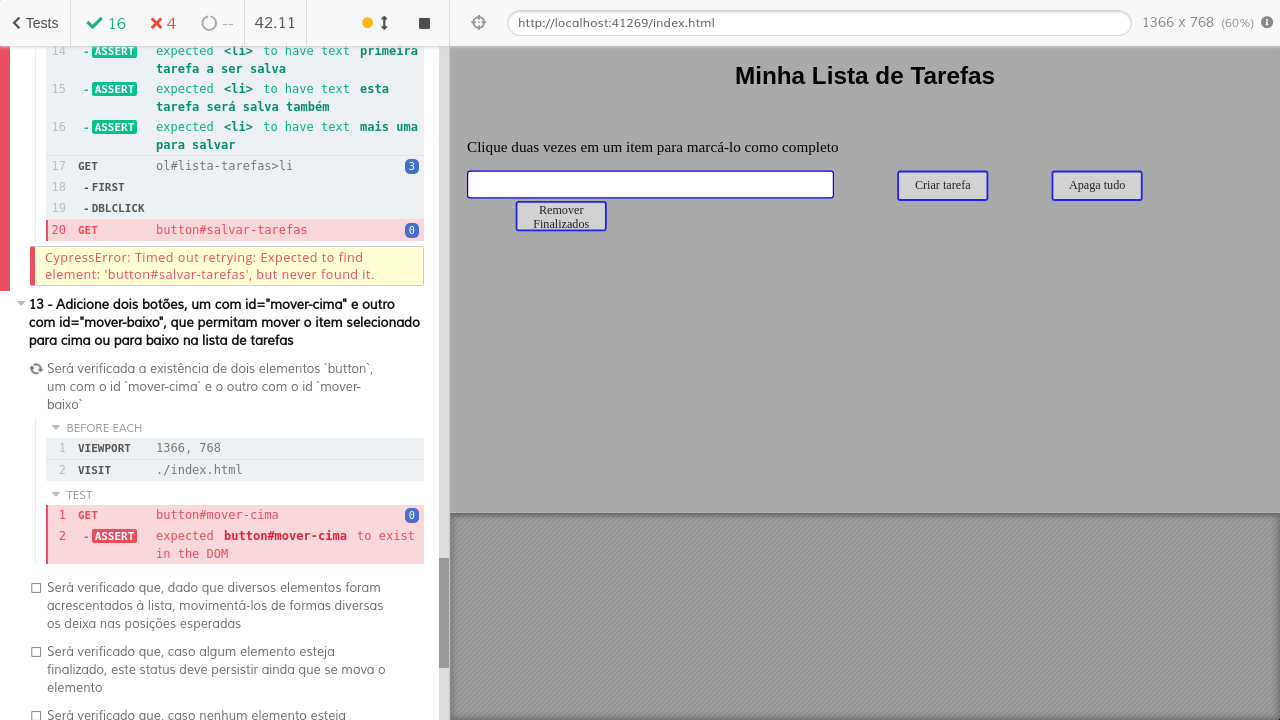 Tests
16
4
--
42.11
http://localhost:41269/index.html
1366 x 768 (60%)
14 - ASSERT expected <li> to have text primeira
tarefa a ser salva
15 - ASSERT expected <li> to have text esta
tarefa será salva também
16 - ASSERT expected <li> to have text mais uma
para salvar
17 GET ol#lista-tarefas>li 3
18 - FIRST
19 - DBLCLICK
20 GET button#salvar-tarefas 0
CypressError: Timed out retrying: Expected to find
element: 'button#salvar-tarefas', but never found it.
13 - Adicione dois botões, um com id="mover-cima" e outro
com id="mover-baixo", que permitam mover o item selecionado
para cima ou para baixo na lista de tarefas
Será verificada a existência de dois elementos `button`,
um com o id `mover-cima` e o outro com o id `mover-
baixo`
BEFORE EACH
1 VIEWPORT 1366, 768
2 VISIT ./index.html
TEST
1 GET button#mover-cima 0
2 - ASSERT expected button#mover-cima to exist
in the DOM
Será verificado que, dado que diversos elementos foram
acrescentados à lista, movimentá-los de formas diversas
os deixa nas posições esperadas
Será verificado que, caso algum elemento esteja
finalizado, este status deve persistir ainda que se mova o
elemento
Será verificado que, caso nenhum elemento esteja
Minha Lista de Tarefas
Clique duas vezes em um item para marcá-lo como completo
Criar tarefa
Apaga tudo
Remover
Finalizados